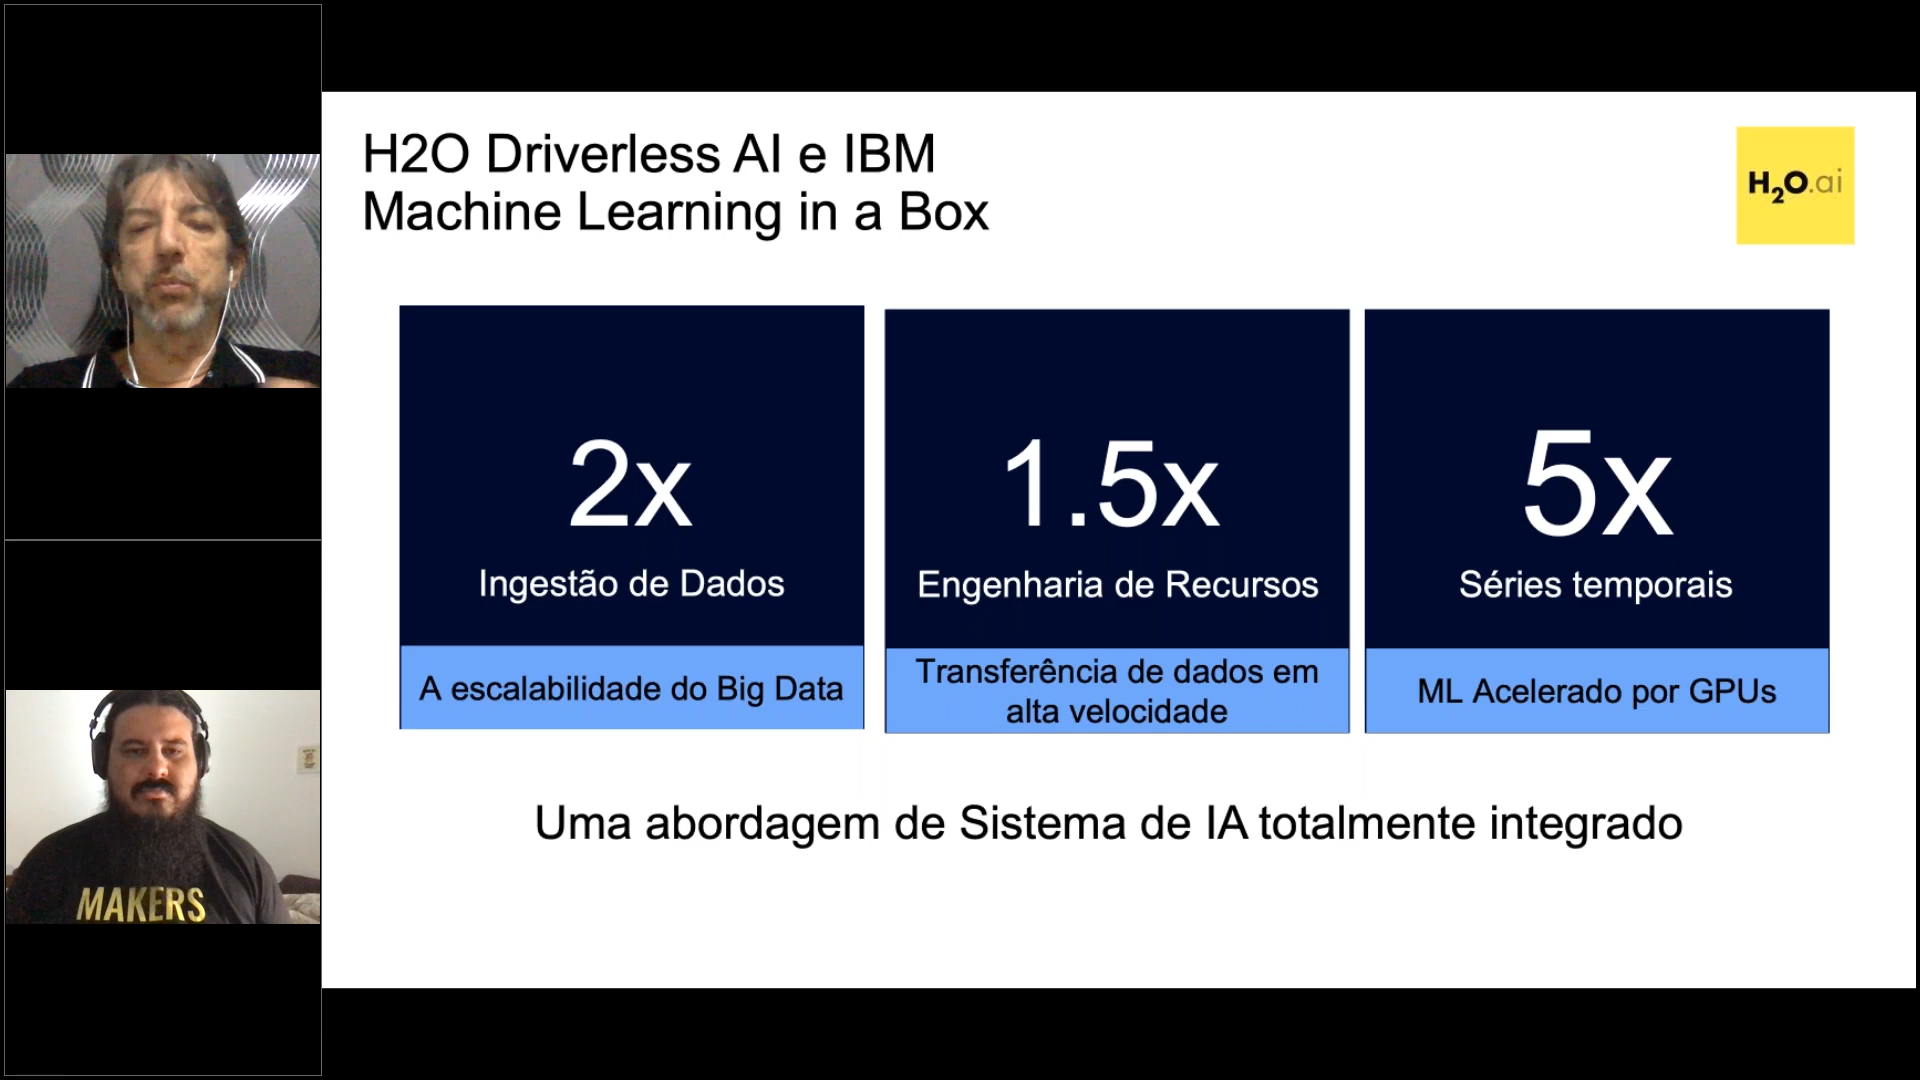 H2O Driverless AI e IBM
Machine Learning in a Box
H2O.ai
2x
Ingestão de Dados
A escalabilidade do Big Data
1.5x
Engenharia de Recursos
Transferência de dados em
alta velocidade
5x
Séries temporais
ML Acelerado por GPUs
Uma abordagem de Sistema de IA totalmente integrado
MAKERS